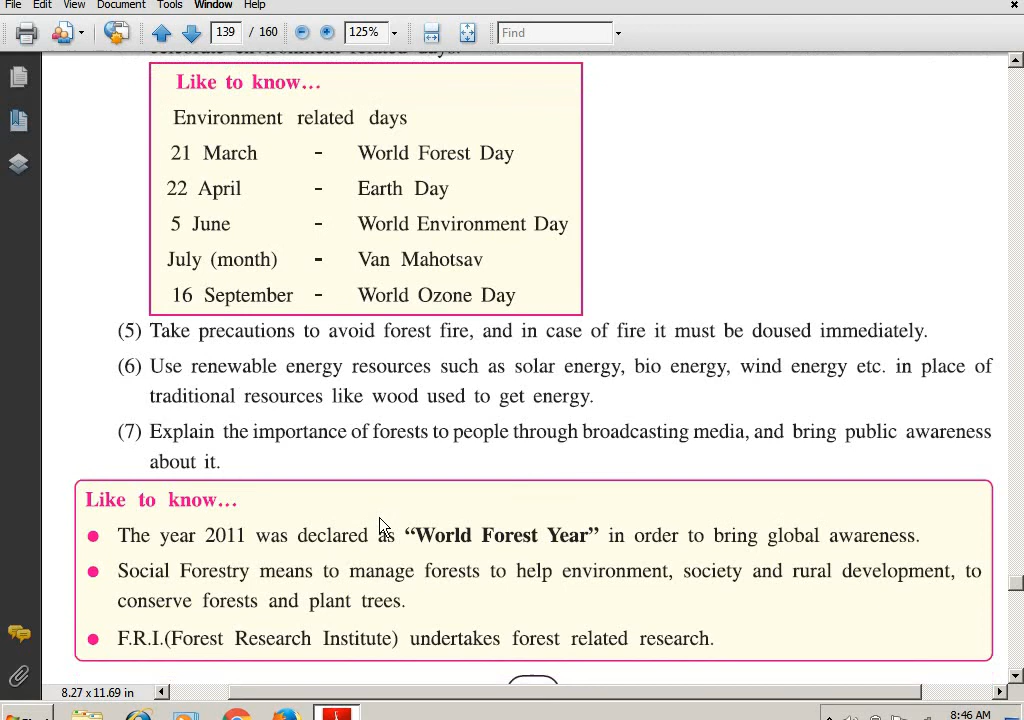 File Edit View Document Tools Window Help
139 / 160 125% Find
Like to know...
Environment related days
21 March - World Forest Day
22 April - Earth Day
5 June - World Environment Day
July (month) - Van Mahotsav
16 September - World Ozone Day
(5) Take precautions to avoid forest fire, and in case of fire it must be doused immediately.
(6) Use renewable energy resources such as solar energy, bio energy, wind energy etc. in place of
traditional resources like wood used to get energy.
(7) Explain the importance of forests to people through broadcasting media, and bring public awareness
about it.
Like to know...
● The year 2011 was declared as “World Forest Year” in order to bring global awareness.
● Social Forestry means to manage forests to help environment, society and rural development, to
conserve forests and plant trees.
● F.R.I.(Forest Research Institute) undertakes forest related research.
8.27 x 11.69 in
8:46 AM